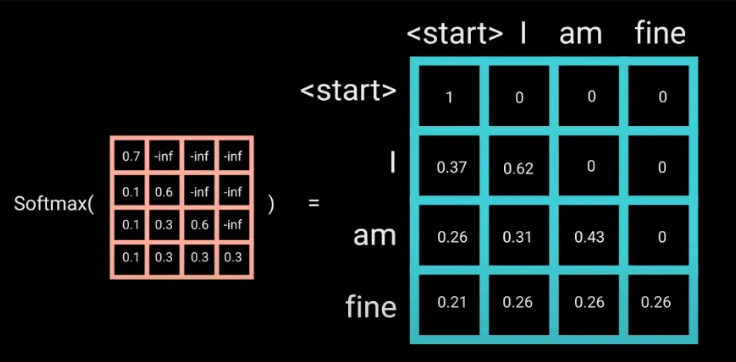 <start> I am fine
<start> 1 0 0 0
0.7 -inf -inf -inf
I 0.37 0.62 0 0
0.1 0.6 -inf -inf
Softmax( ) =
0.1 0.3 0.6 -inf
am 0.26 0.31 0.43 0
0.1 0.3 0.3 0.3
fine 0.21 0.26 0.26 0.26